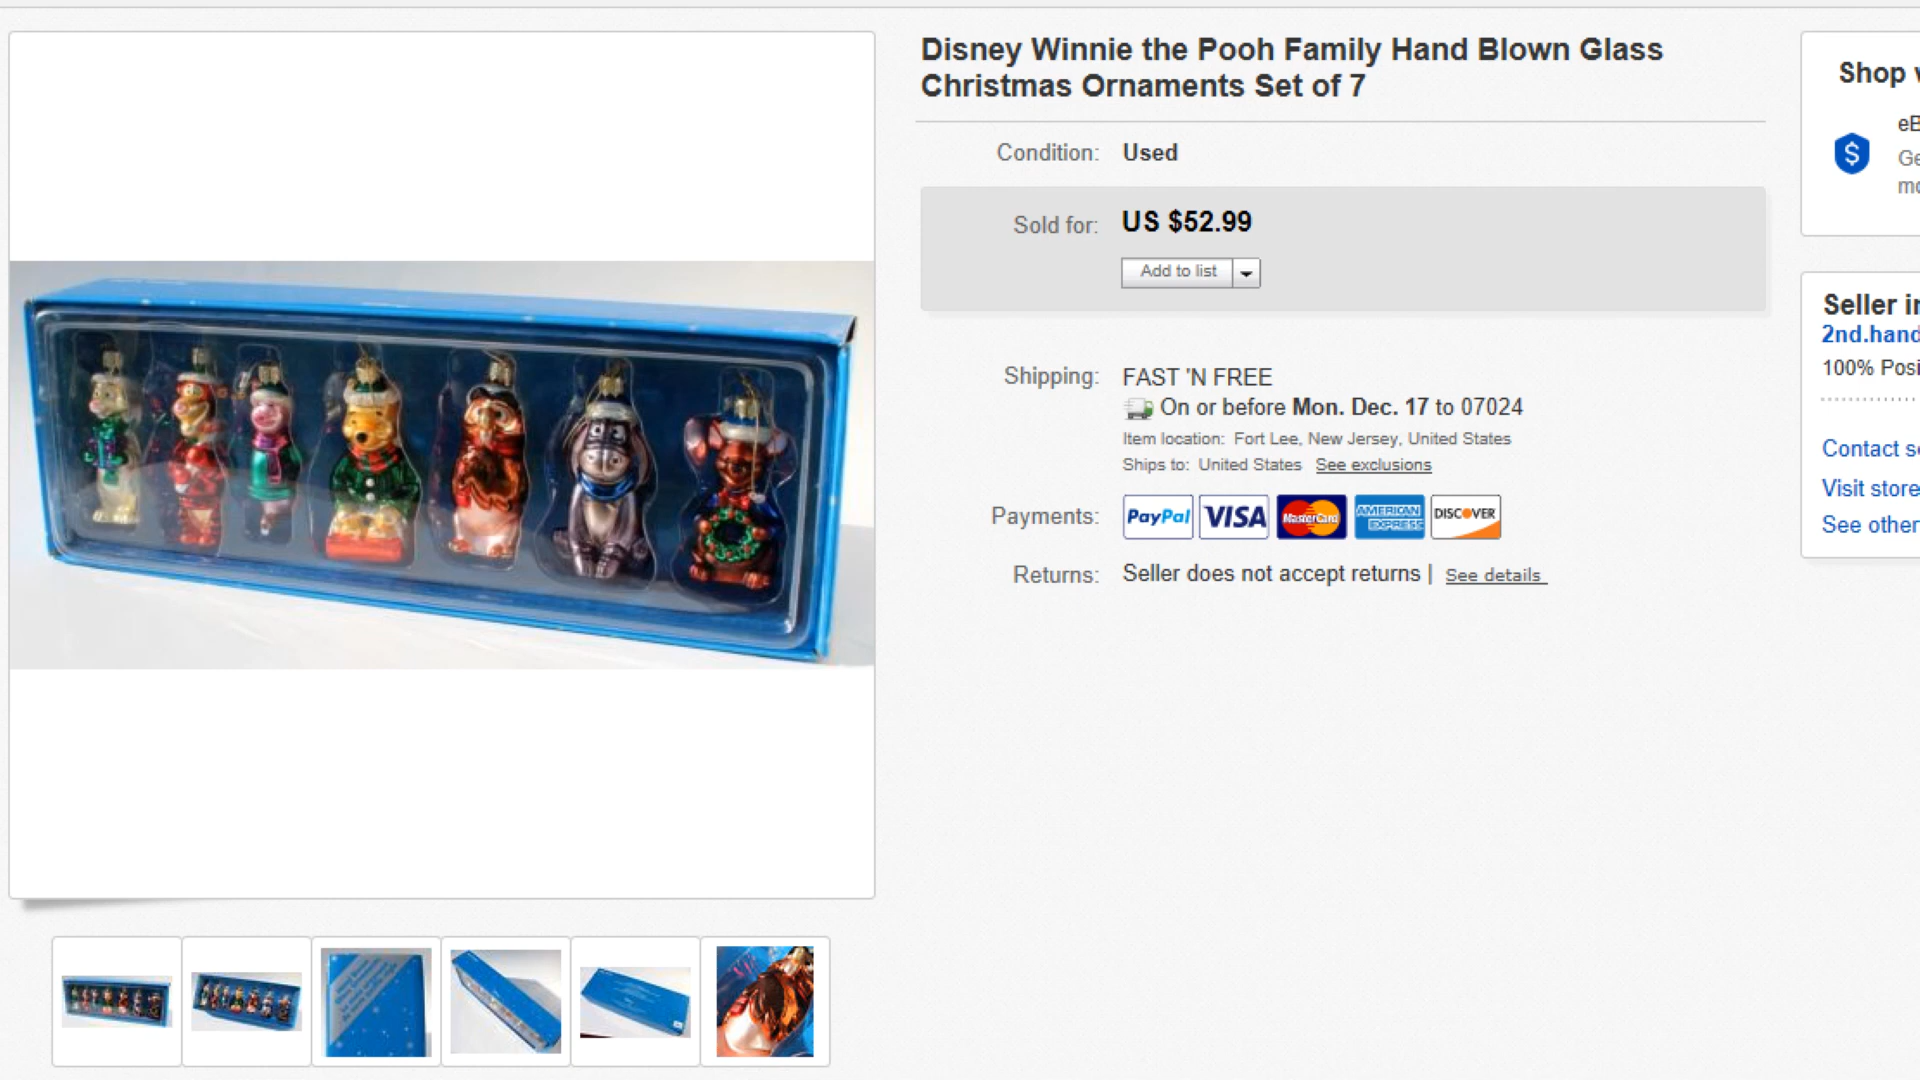 Disney Winnie the Pooh Family Hand Blown Glass
Christmas Ornaments Set of 7
Condition: Used
Sold for: US $52.99
Add to list
Shipping: FAST 'N FREE
On or before Mon. Dec. 17 to 07024
Item location: Fort Lee, New Jersey, United States
Ships to: United States See exclusions
Payments: PayPal VISA MasterCard AMERICAN EXPRESS DISCOVER
Returns: Seller does not accept returns | See details
Shop
$
Seller
2nd.hand
100%
Contact
Visit store
See other